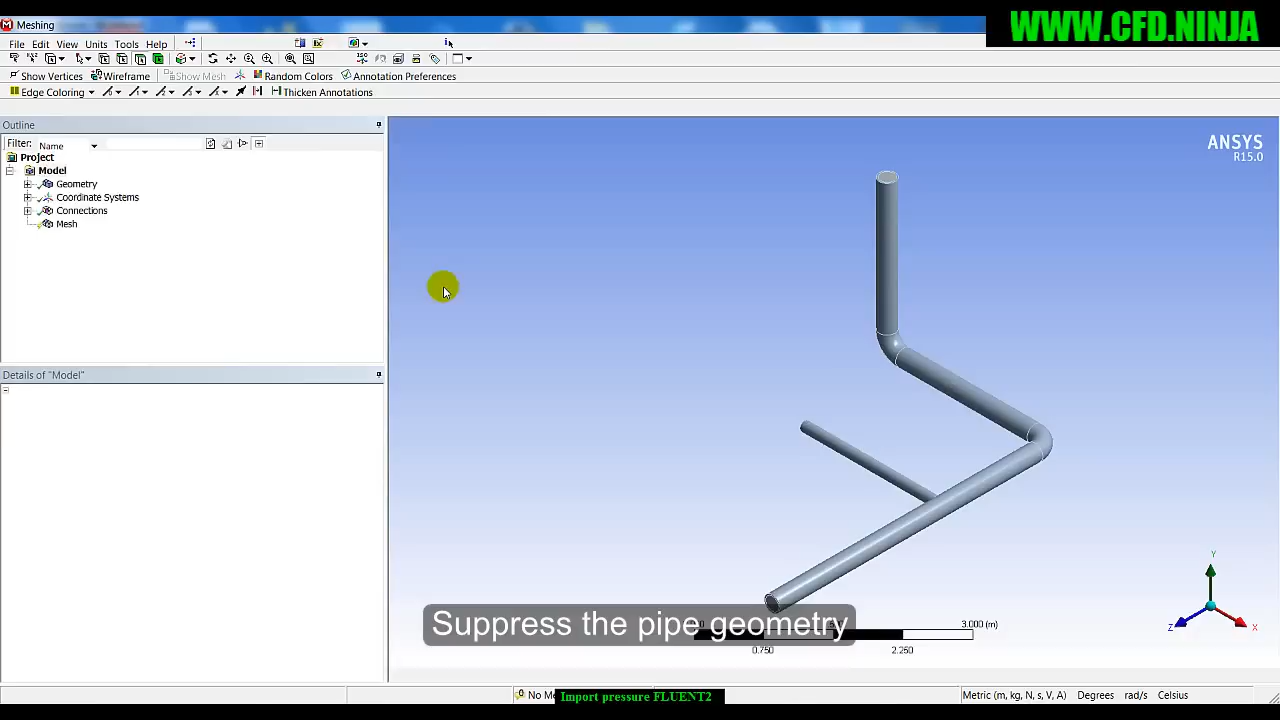 Meshing
WWW.CFD.NINJA
File Edit View Units Tools Help
Show Vertices Wireframe Show Mesh Random Colors Annotation Preferences
Edge Coloring Thicken Annotations
Outline
Filter: Name
Project
Model
Geometry
Coordinate Systems
Connections
Mesh
Details of "Model"
ANSYS
R15.0
Y
Z
X
Suppress the pipe geometry
3.000 (m)
0.750
2.250
No Me
Import pressure FLUENT2
Metric (m, kg, N, s, V, A) Degrees rad/s Celsius